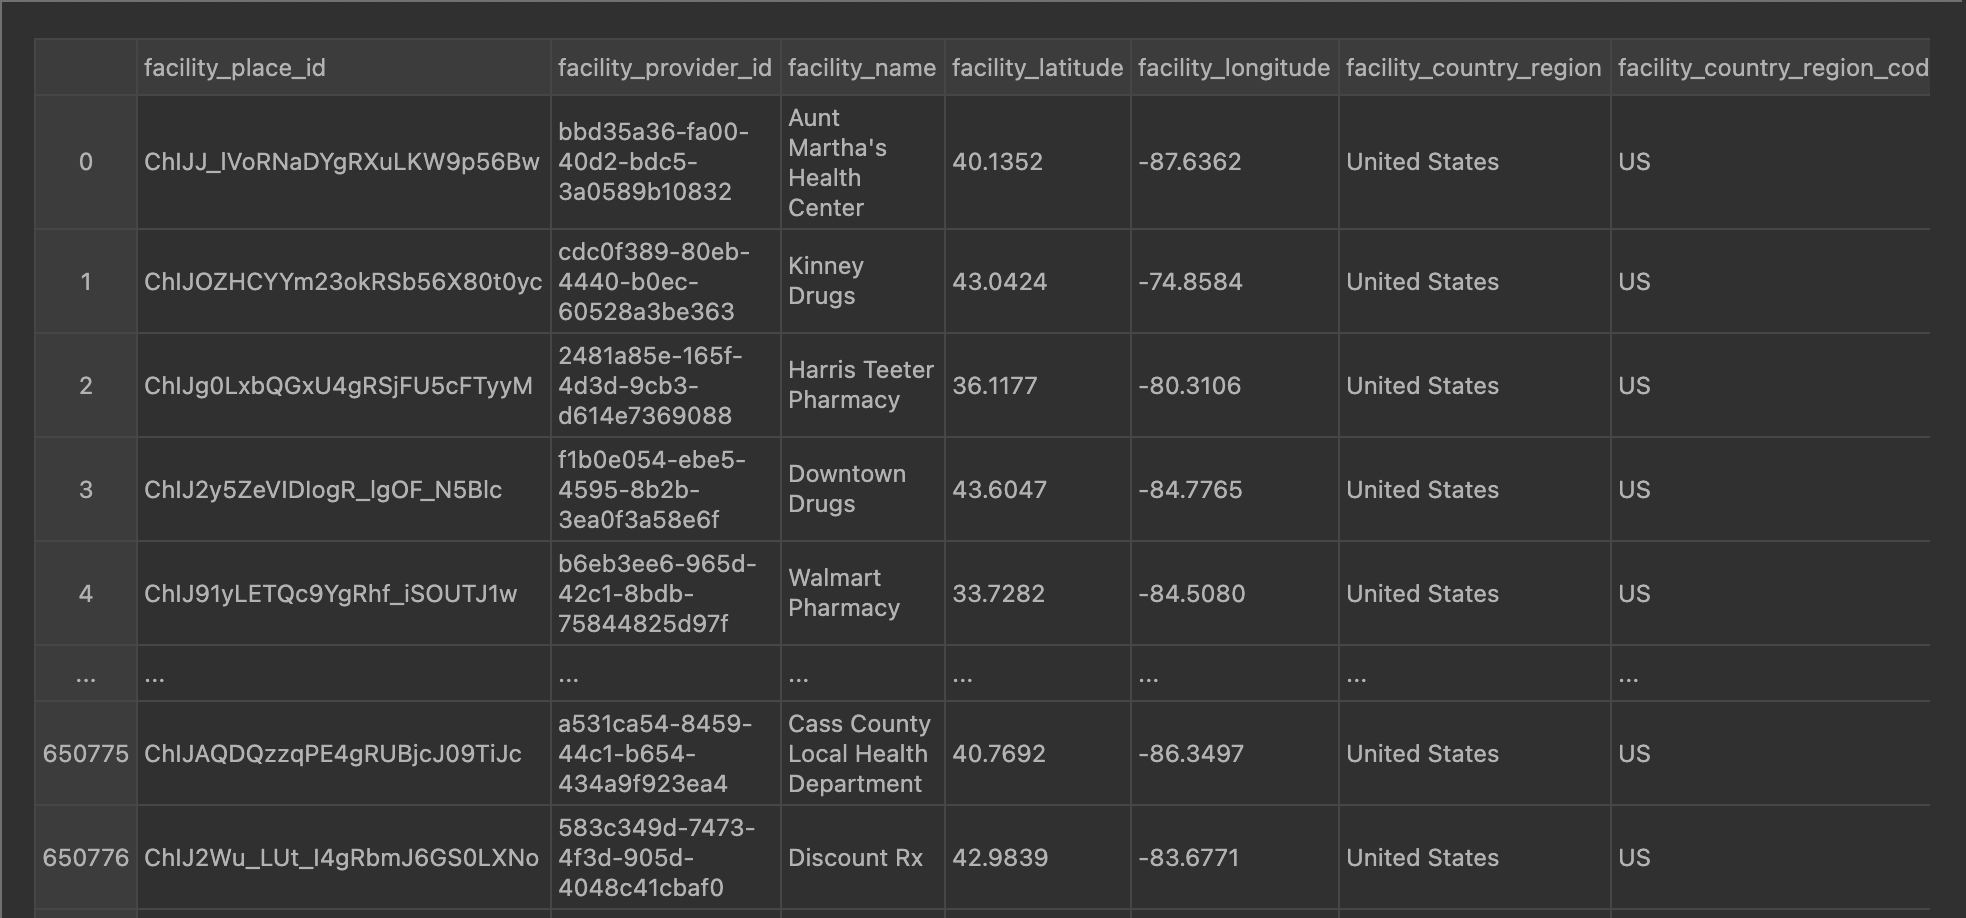 facility_place_id facility_provider_id facility_name facility_latitude facility_longitude facility_country_region facility_country_region_cod
0 ChIJJ_lVoRNaDYgRXuLKW9p56Bw bbd35a36-fa00-40d2-bdc5-3a0589b10832 Aunt Martha's Health Center 40.1352 -87.6362 United States US
1 ChIJOZHCYYm23okRSb56X80t0yc cdc0f389-80eb-4440-b0ec-60528a3be363 Kinney Drugs 43.0424 -74.8584 United States US
2 ChIJg0LxbQGxU4gRSjFU5cFTyyM 2481a85e-165f-4d3d-9cb3-d614e7369088 Harris Teeter Pharmacy 36.1177 -80.3106 United States US
3 ChIJ2y5ZeVIDIogR_lgOF_N5Blc f1b0e054-ebe5-4595-8b2b-3ea0f3a58e6f Downtown Drugs 43.6047 -84.7765 United States US
4 ChIJ91yLETQc9YgRhf_iSOUTJ1w b6eb3ee6-965d-42c1-8bdb-75844825d97f Walmart Pharmacy 33.7282 -84.5080 United States US
... ... ... ... ... ... ... ...
650775 ChIJAQDQzzqPE4gRUBjcJ09TiJc a531ca54-8459-44c1-b654-434a9f923ea4 Cass County Local Health Department 40.7692 -86.3497 United States US
650776 ChIJ2Wu_LUt_I4gRbmJ6GS0LXNo 583c349d-7473-4f3d-905d-4048c41cbaf0 Discount Rx 42.9839 -83.6771 United States US